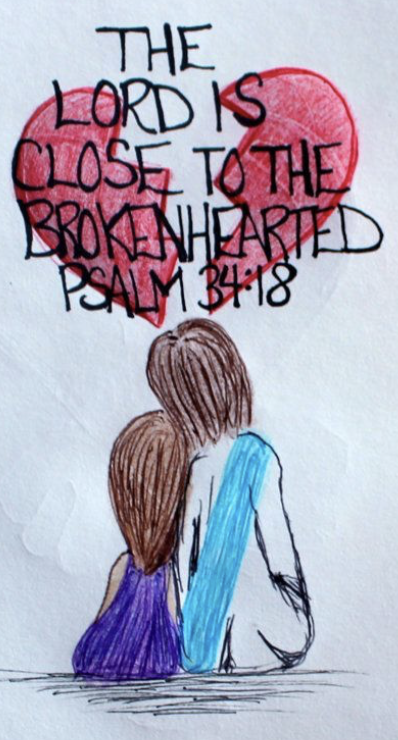 THE
LORD IS
CLOSE TO THE
BROKENHEARTED
PSALM 34:18